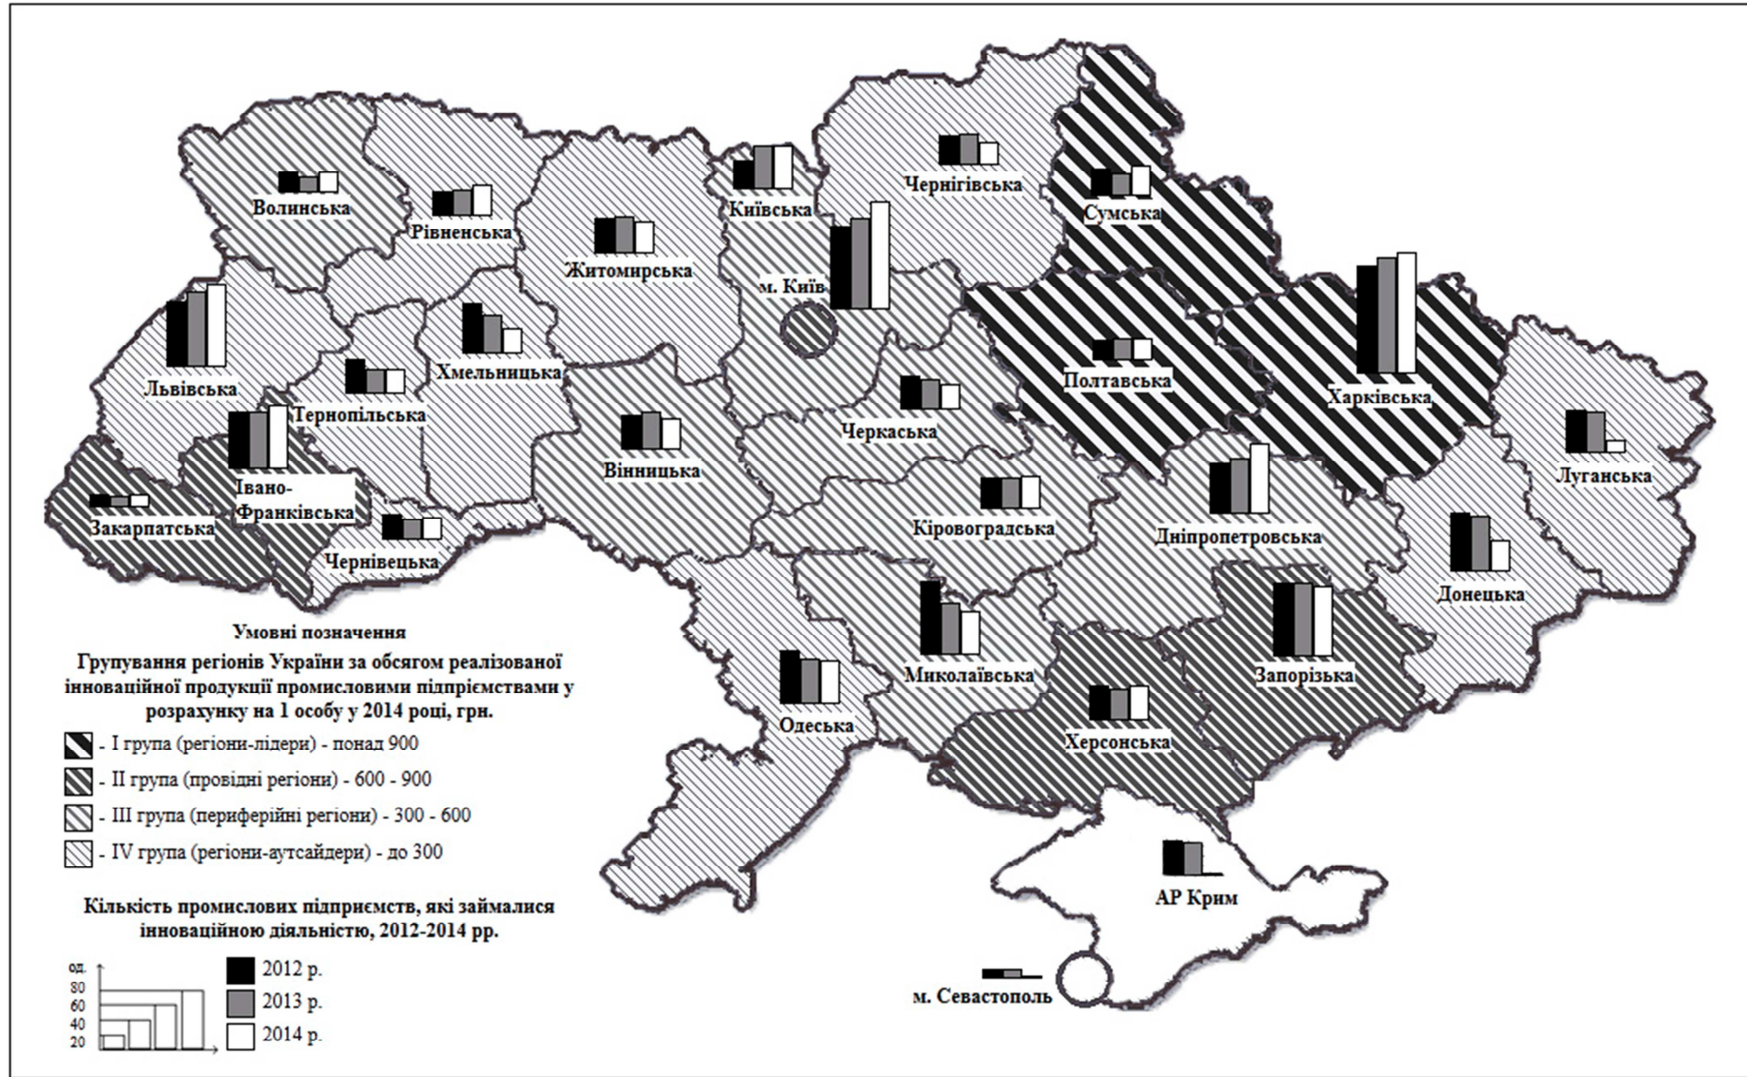 Волинська
Рівненська
Житомирська
Київська
м. Київ
Чернігівська
Сумська
Львівська
Тернопільська
Хмельницька
Вінницька
Черкаська
Полтавська
Харківська
Луганська
Івано-
Франківська
Закарпатська
Чернівецька
Кіровоградська
Дніпропетровська
Донецька
Миколаївська
Запорізька
Одеська
Херсонська
АР Крим
м. Севастополь
Умовні позначення
Групування регіонів України за обсягом реалізованої
інноваційної продукції промисловими підпріємствами у
розрахунку на 1 особу у 2014 році, грн.
- І група (регіони-лідери) - понад 900
- ІІ група (провідні регіони) - 600 - 900
- ІІІ група (периферійні регіони) - 300 - 600
- IV група (регіони-аутсайдери) - до 300
Кількість промислових підприємств, які займалися
інноваційною діяльністю, 2012-2014 рр.
од.
80
60
40
20
2012 р.
2013 р.
2014 р.